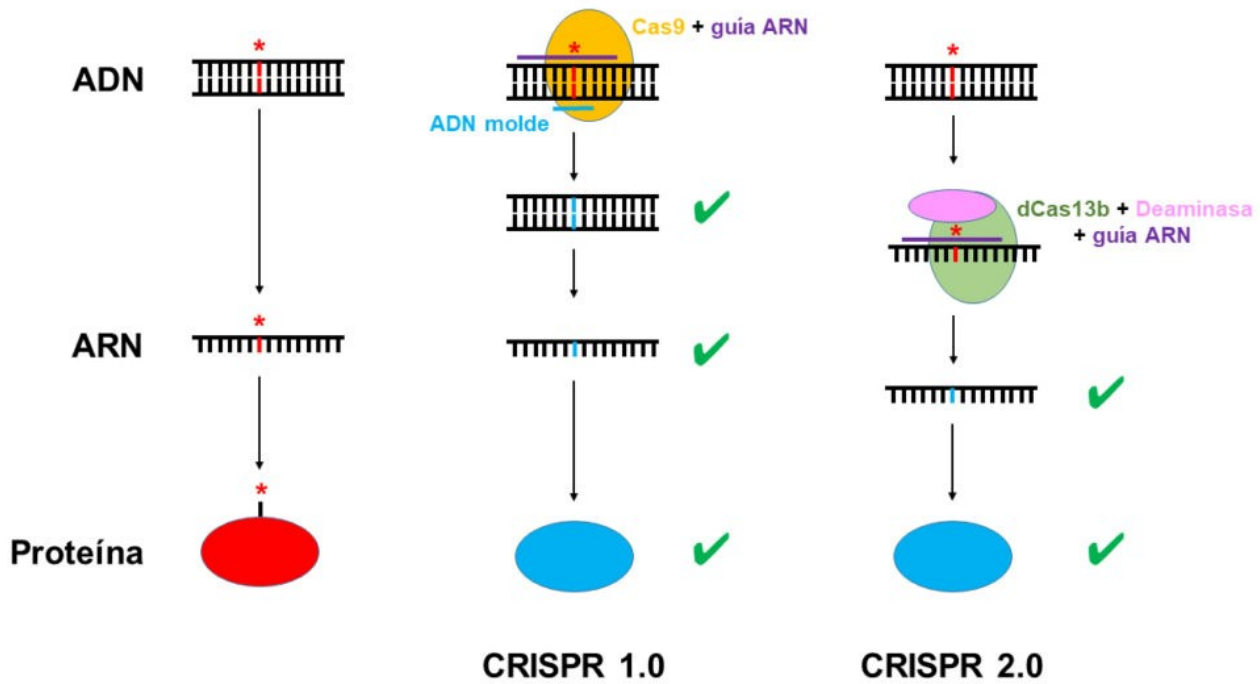 Cas9 + guía ARN
ADN
ADN molde
dCas13b + Deaminasa
+ guía ARN
ARN
Proteína
CRISPR 1.0
CRISPR 2.0